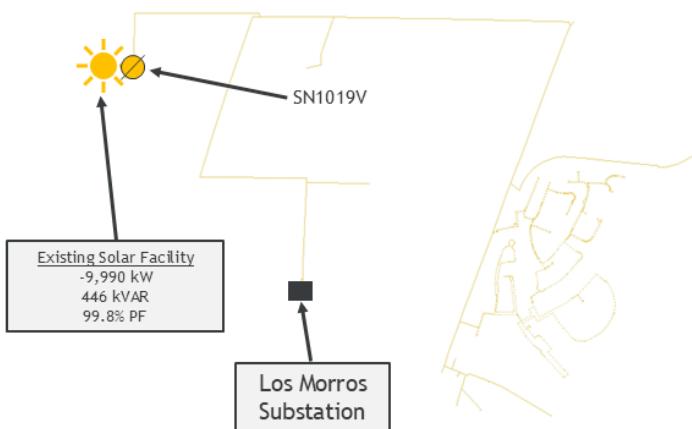 SN1019V
Existing Solar Facility
-9,990 kW
446 kVAR
99.8% PF
Los Morros
Substation